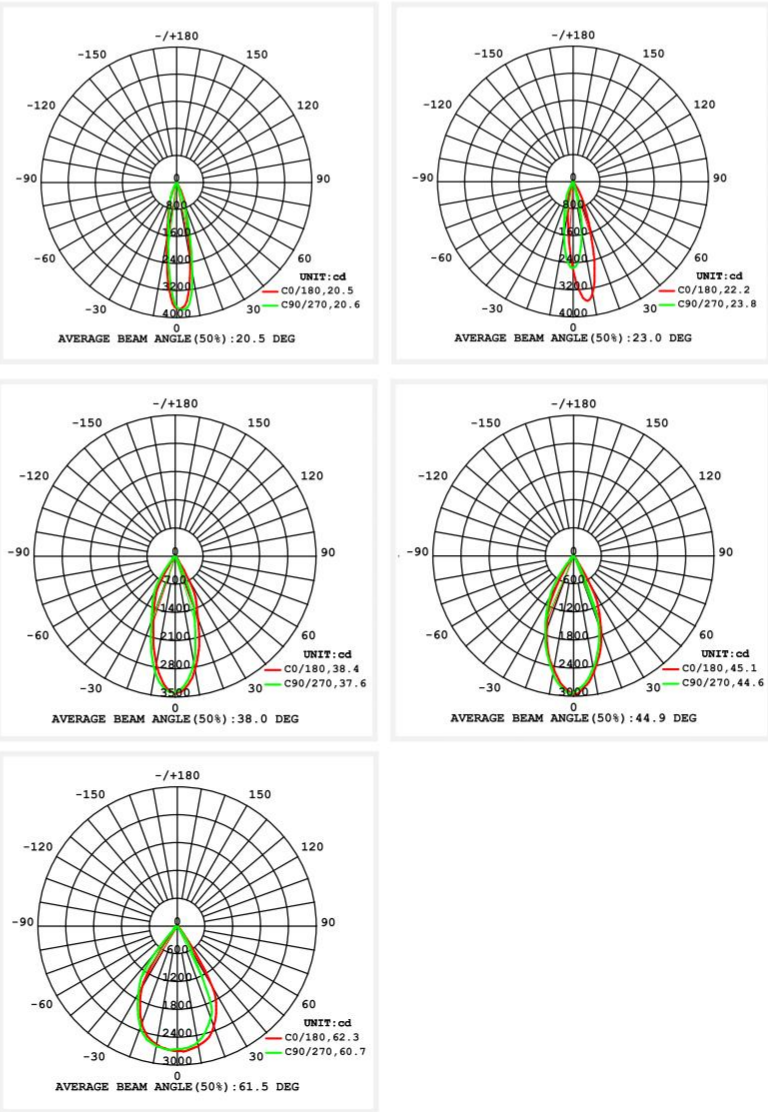 -/+180
-150 150
-120 120
-90 0 90
800
1600
2400
3200
4000
-60 60
-30 30
0
UNIT:cd
C0/180,20.5
C90/270,20.6
AVERAGE BEAM ANGLE(50%):20.5 DEG
-/+180
-150 150
-120 120
-90 0 90
800
1600
2400
3200
4000
-60 60
-30 30
0
UNIT:cd
C0/180,22.2
C90/270,23.8
AVERAGE BEAM ANGLE(50%):23.0 DEG
-/+180
-150 150
-120 120
-90 0 90
700
1400
2100
2800
3500
-60 60
-30 30
0
UNIT:cd
C0/180,38.4
C90/270,37.6
AVERAGE BEAM ANGLE(50%):38.0 DEG
-/+180
-150 150
-120 120
-90 0 90
600
1200
1800
2400
3000
-60 60
-30 30
0
UNIT:cd
C0/180,45.1
C90/270,44.6
AVERAGE BEAM ANGLE(50%):44.9 DEG
-/+180
-150 150
-120 120
-90 0 90
600
1200
1800
2400
3000
-60 60
-30 30
0
UNIT:cd
C0/180,62.3
C90/270,60.7
AVERAGE BEAM ANGLE(50%):61.5 DEG